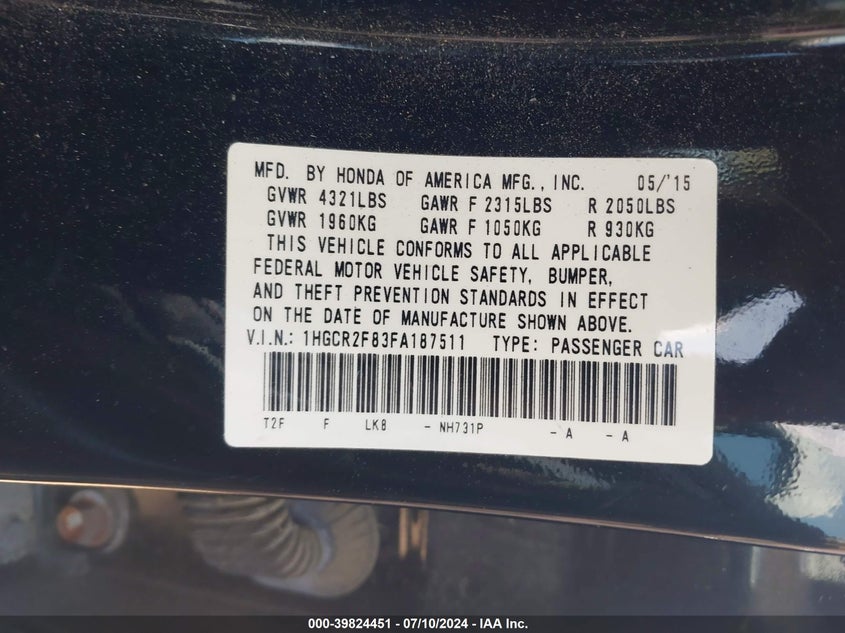 MFD. BY HONDA OF AMERICA MFG., INC. 05/'15
GVWR 4321LBS GAWR F 2315LBS R 2050LBS
GVWR 1960KG GAWR F 1050KG R 930KG
THIS VEHICLE CONFORMS TO ALL APPLICABLE
FEDERAL MOTOR VEHICLE SAFETY, BUMPER,
AND THEFT PREVENTION STANDARDS IN EFFECT
ON THE DATE OF MANUFACTURE SHOWN ABOVE.
V.I.N.: 1HGCR2F83FA187511 TYPE: PASSENGER CAR
T2F F LKB - NH731P - A - A
000-39824451 - 07/10/2024 - IAA Inc.